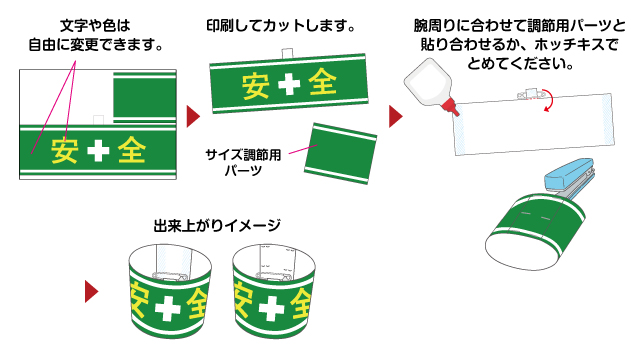 文字や色は
自由に変更できます。
安＋全
印刷してカットします。
安＋全
サイズ調節用
パーツ
腕周りに合わせて調節用パーツと
貼り合わせるか、ホッチキスで
とめてください。
出来上がりイメージ
安＋全
安＋全